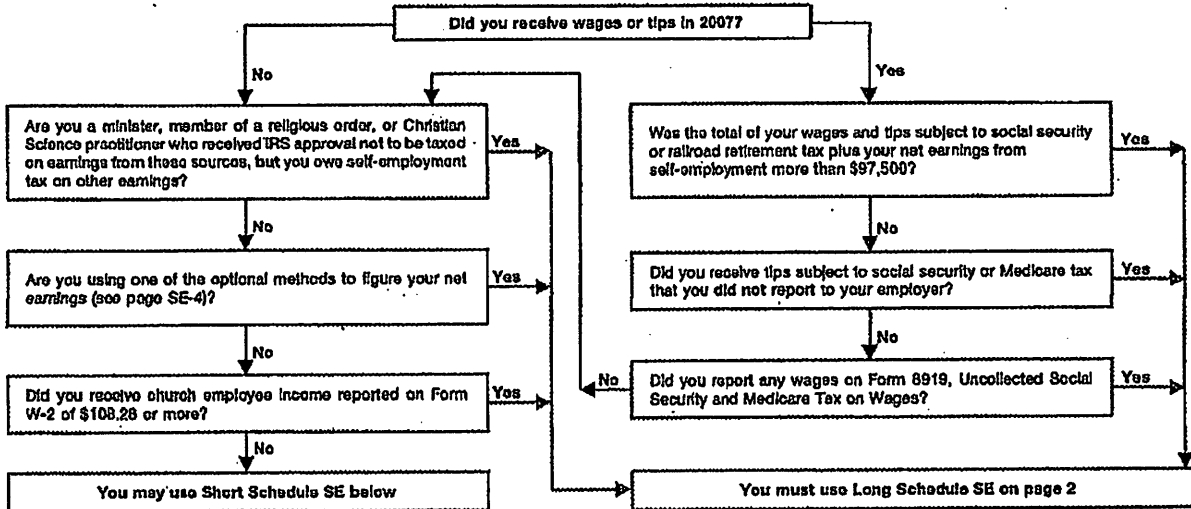 Did you receive wages or tips in 2007?
No
Yes
Are you a minister, member of a religious order, or Christian
Science practitioner who received IRS approval not to be taxed
on earnings from these sources, but you owe self-employment
tax on other earnings?
Yes
Was the total of your wages and tips subject to social security
or railroad retirement tax plus your net earnings from
self-employment more than $97,500?
Yes
No
No
Are you using one of the optional methods to figure your net
earnings (see page SE-4)?
Yes
Did you receive tips subject to social security or Medicare tax
that you did not report to your employer?
Yes
No
No
Did you receive church employee income reported on Form
W-2 of $108.28 or more?
Yes
No
Did you report any wages on Form 8919, Uncollected Social
Security and Medicare Tax on Wages?
Yes
No
You may use Short Schedule SE below
You must use Long Schedule SE on page 2